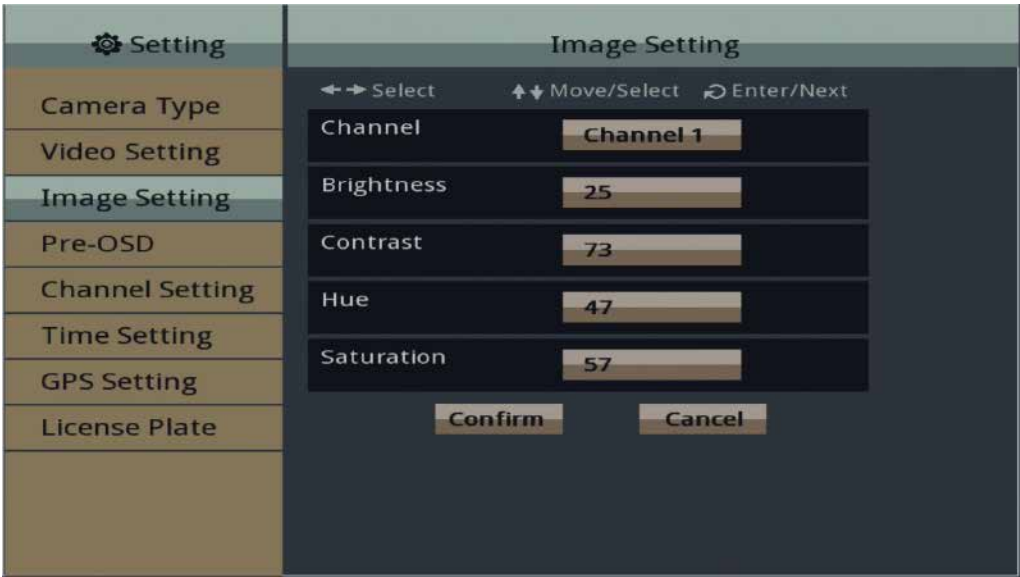 Setting
Image Setting
Select Move/Select Enter/Next
Camera Type
Video Setting
Image Setting
Pre-OSD
Channel Setting
Time Setting
GPS Setting
License Plate
Channel Channel 1
Brightness 25
Contrast 73
Hue 47
Saturation 57
Confirm Cancel